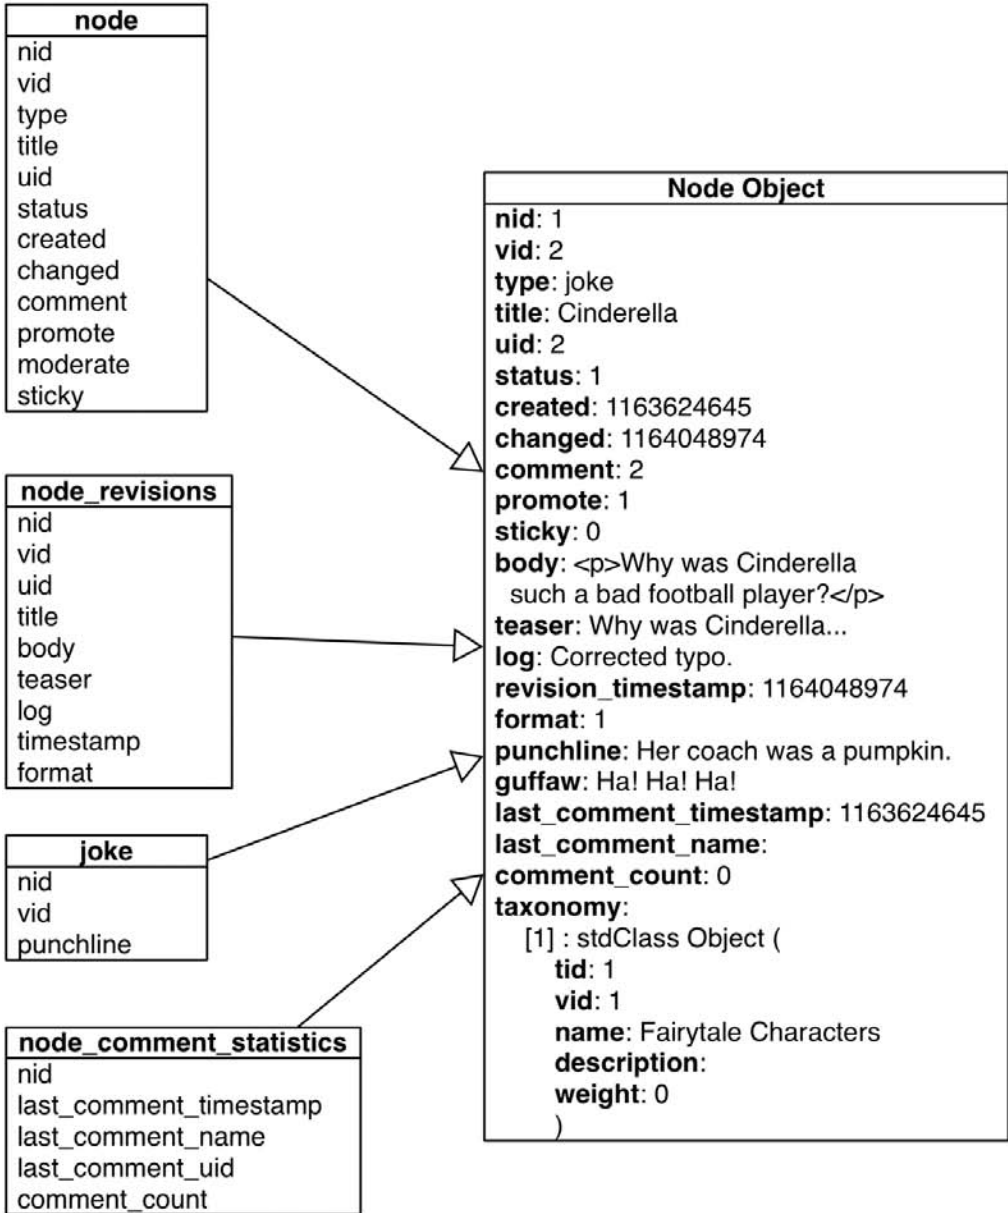 node
nid
vid
type
title
uid
status
created
changed
comment
promote
moderate
sticky
node_revisions
nid
vid
uid
title
body
teaser
log
timestamp
format
joke
nid
vid
punchline
node_comment_statistics
nid
last_comment_timestamp
last_comment_name
last_comment_uid
comment_count
Node Object
nid: 1
vid: 2
type: joke
title: Cinderella
uid: 2
status: 1
created: 1163624645
changed: 1164048974
comment: 2
promote: 1
sticky: 0
body: <p>Why was Cinderella
such a bad football player?</p>
teaser: Why was Cinderella...
log: Corrected typo.
revision_timestamp: 1164048974
format: 1
punchline: Her coach was a pumpkin.
guffaw: Ha! Ha! Ha!
last_comment_timestamp: 1163624645
last_comment_name:
comment_count: 0
taxonomy:
[1] : stdClass Object (
tid: 1
vid: 1
name: Fairytale Characters
description:
weight: 0
)